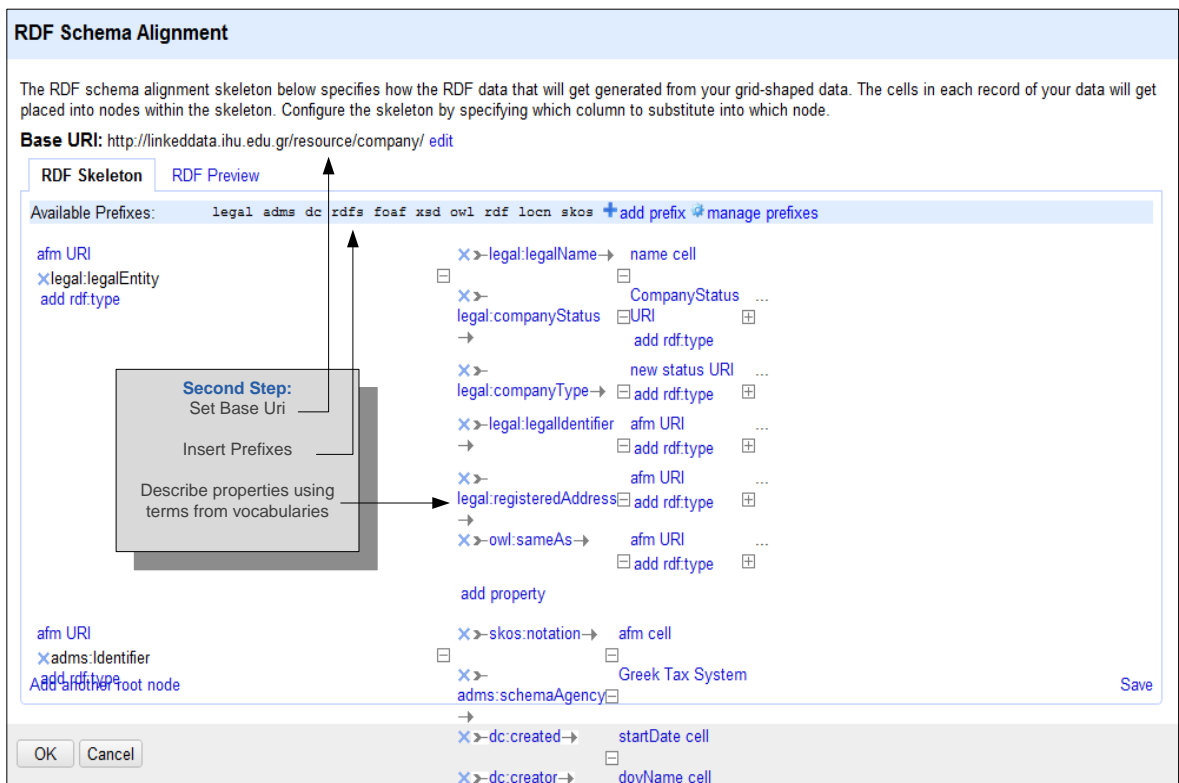 RDF Schema Alignment
The RDF schema alignment skeleton below specifies how the RDF data that will get generated from your grid-shaped data. The cells in each record of your data will get
placed into nodes within the skeleton. Configure the skeleton by specifying which column to substitute into which node.
Base URI: http://linkeddata.ihu.edu.gr/resource/company/ edit
RDF Skeleton RDF Preview
Available Prefixes: legal adms dc rdfs foaf xsd owl rdf locn skos add prefix manage prefixes
afm URI
legal:legalEntity
add rdf:type
legal:legalName name cell
CompanyStatus ...
legal:companyStatus URI
add rdf:type
new status URI ...
legal:companyType add rdf:type
legal:legalIdentifier afm URI ...
add rdf:type
afm URI ...
legal:registeredAddress add rdf:type
owl:sameAs afm URI ...
add rdf:type
add property
Second Step:
Set Base Uri
Insert Prefixes
Describe properties using
terms from vocabularies
afm URI
adms:Identifier
add rdf:type
Add another root node
skos:notation afm cell
Greek Tax System
adms:schemaAgency
dc:created startDate cell
dc:creator doyName cell
Save
OK Cancel